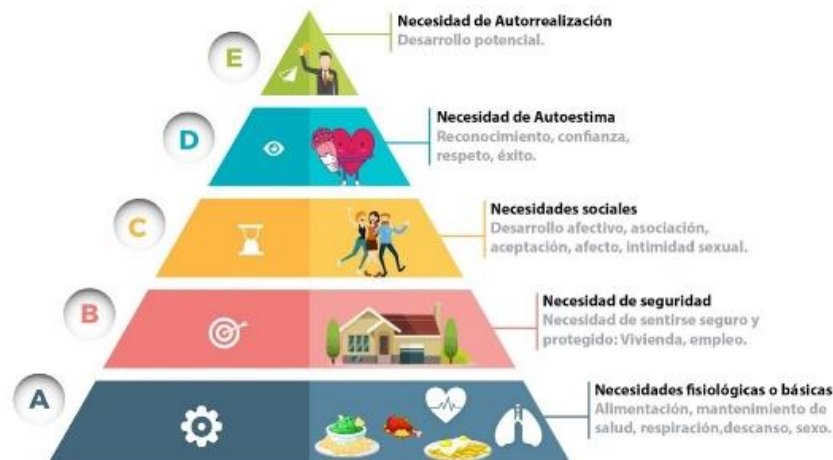 E
Necesidad de Autorrealización
Desarrollo potencial.
D
Necesidad de Autoestima
Reconocimiento, confianza,
respeto, éxito.
C
Necesidades sociales
Desarrollo afectivo, asociación,
aceptación, afecto, intimidad sexual.
B
Necesidad de seguridad
Necesidad de sentirse seguro y
protegido: Vivienda, empleo.
A
Necesidades fisiológicas o básicas
Alimentación, mantenimiento de
salud, respiración,descanso, sexo.